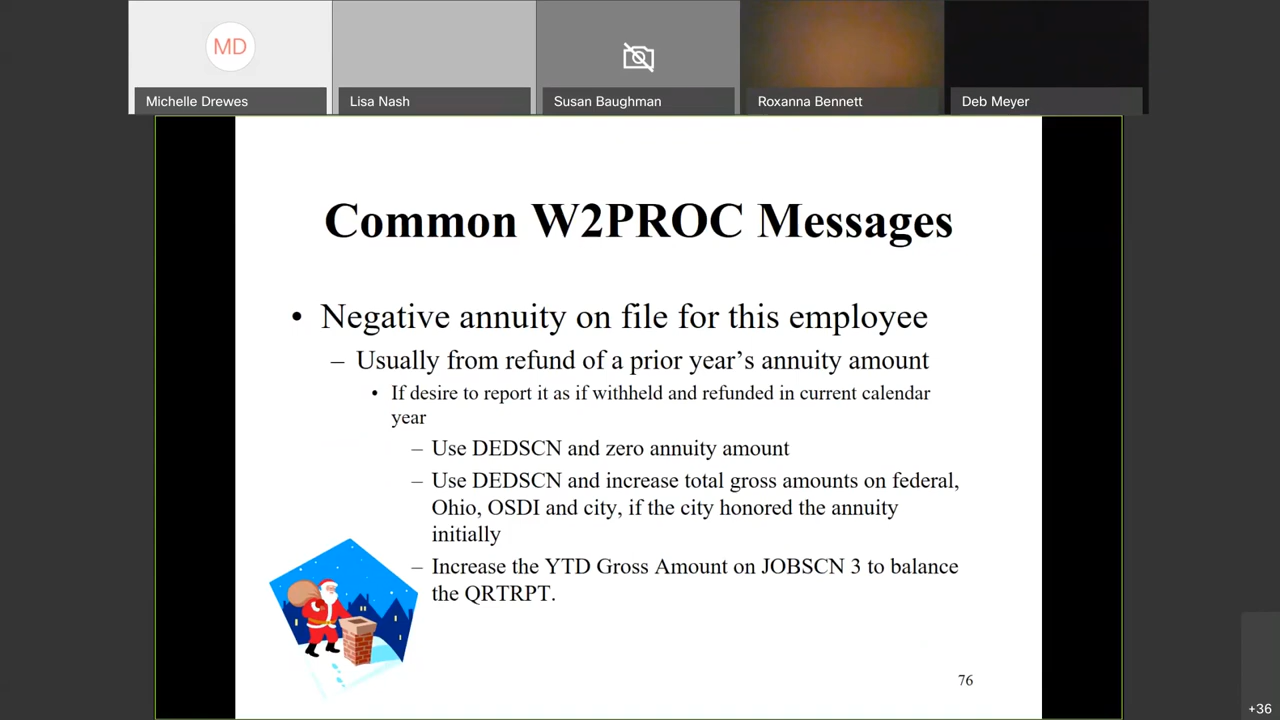 MD
Michelle Drewes
Lisa Nash
Susan Baughman
Roxanna Bennett
Deb Meyer
Common W2PROC Messages
• Negative annuity on file for this employee
– Usually from refund of a prior year’s annuity amount
• If desire to report it as if withheld and refunded in current calendar
year
– Use DEDSCN and zero annuity amount
– Use DEDSCN and increase total gross amounts on federal,
Ohio, OSDI and city, if the city honored the annuity
initially
– Increase the YTD Gross Amount on JOBSCN 3 to balance
the QRTRPT.
76
+36